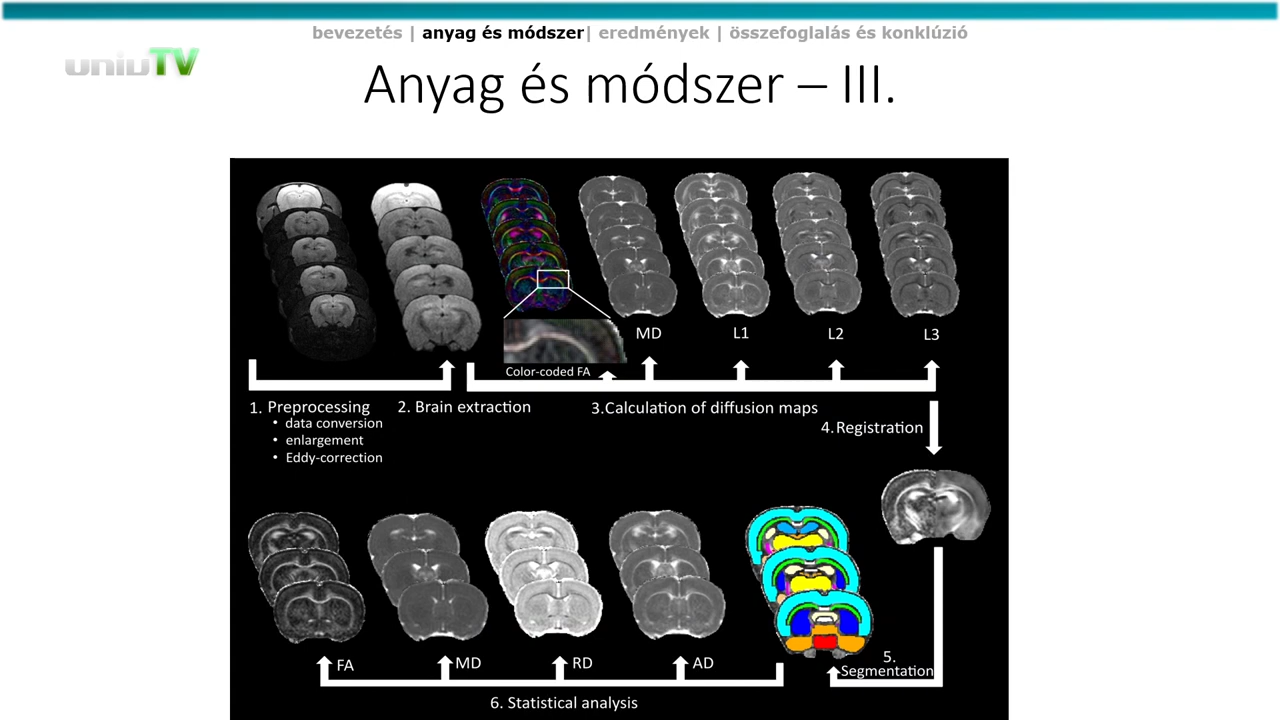 bevezetés | anyag és módszer| eredmények | összefoglalás és konklúzió
uniuTV
Anyag és módszer – III.
MD
L1
L2
L3
Color-coded FA
1. Preprocessing
• data conversion
• enlargement
• Eddy-correction
2. Brain extraction
3.Calculation of diffusion maps
4.Registration
5.
Segmentation
FA
MD
RD
AD
6. Statistical analysis